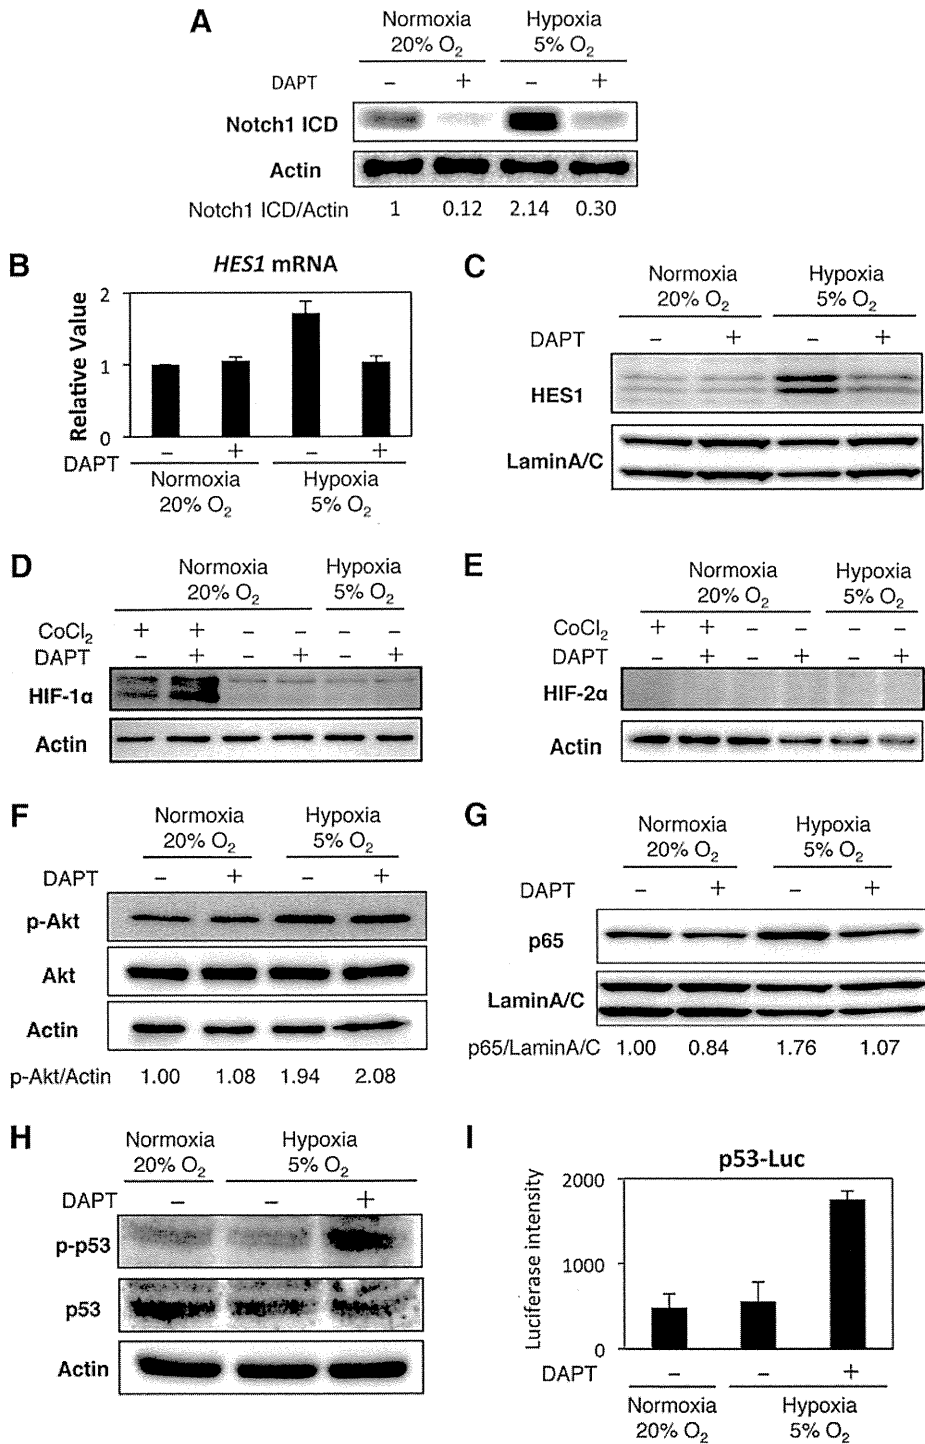 A
Normoxia Hypoxia
20% O2 5% O2
DAPT − + − +
Notch1 ICD
Actin
Notch1 ICD/Actin 1 0.12 2.14 0.30
B
HES1 mRNA
Relative Value
2
1
0
DAPT − + − +
Normoxia Hypoxia
20% O2 5% O2
C
Normoxia Hypoxia
20% O2 5% O2
DAPT − + − +
HES1
LaminA/C
D
Normoxia Hypoxia
20% O2 5% O2
CoCl2 + + − − − −
DAPT − + − + − +
HIF-1α
Actin
E
Normoxia Hypoxia
20% O2 5% O2
CoCl2 + + − − − −
DAPT − + − + − +
HIF-2α
Actin
F
Normoxia Hypoxia
20% O2 5% O2
DAPT − + − +
p-Akt
Akt
Actin
p-Akt/Actin 1.00 1.08 1.94 2.08
G
Normoxia Hypoxia
20% O2 5% O2
DAPT − + − +
p65
LaminA/C
p65/LaminA/C 1.00 0.84 1.76 1.07
H
Normoxia Hypoxia
20% O2 5% O2
DAPT − − +
p-p53
p53
Actin
I
p53-Luc
Luciferase intensity
2000
1000
0
DAPT − − +
Normoxia Hypoxia
20% O2 5% O2